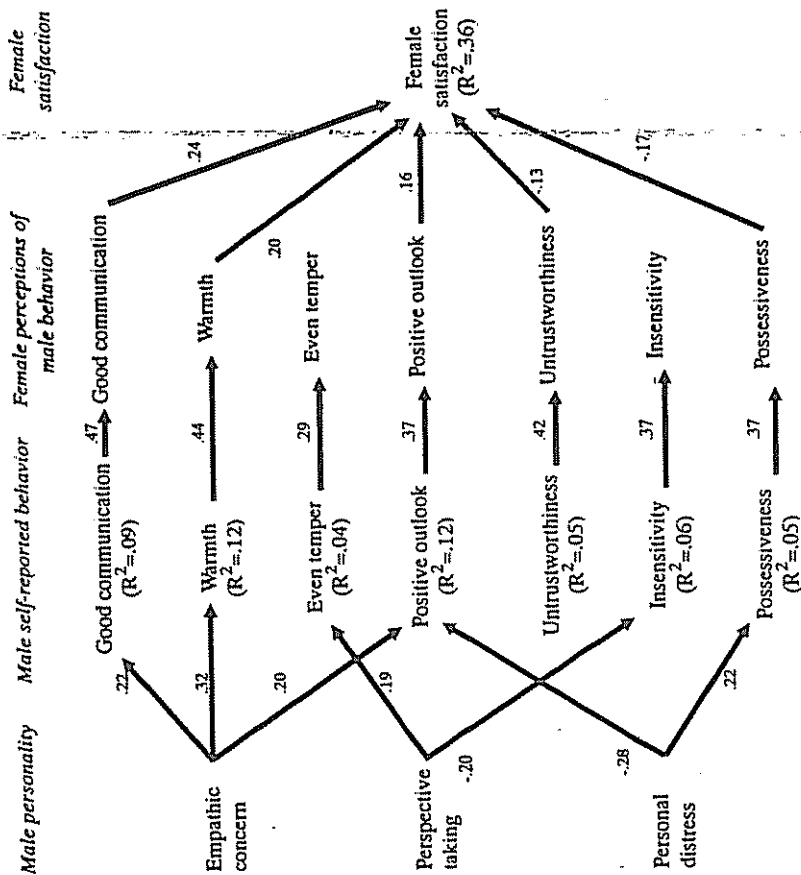 Male personality
Male self-reported behavior
Female perceptions of
male behavior
Female
satisfaction
Empathic
concern
Perspective
taking
Personal
distress
.22
.32
.20
.19
-.20
-.28
.22
Good communication
(R²=.09)
Warmth
(R²=.12)
Even temper
(R²=.04)
Positive outlook
(R²=.12)
Untrustworthiness
(R²=.05)
Insensitivity
(R²=.06)
Possessiveness
(R²=.05)
.47
.44
.29
.37
.42
.37
.37
Good communication
Warmth
Even temper
Positive outlook
Untrustworthiness
Insensitivity
Possessiveness
.24
.20
.16
-.13
-.17
Female
satisfaction
(R²=.36)